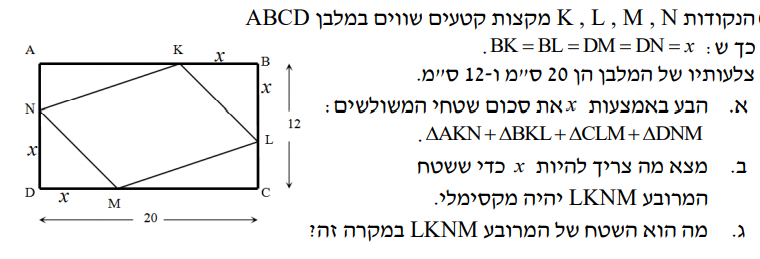 הנקודות K , L , M , N מקצות קטעים שווים במלבן ABCD
כך ש: BK = BL = DM = DN = x .
צלעותיו של המלבן הן 20 ס״מ ו-12 ס״מ.
א. הבע באמצעות x את סכום שטחי המשולשים:
ΔAKN + ΔBKL + ΔCLM + ΔDNM .
ב. מצא מה צריך להיות x כדי ששטח
המרובע LKNM יהיה מקסימלי.
ג. מה הוא השטח של המרובע LKNM במקרה זה?
A K x B
x
N
12
x L
D x M C
20